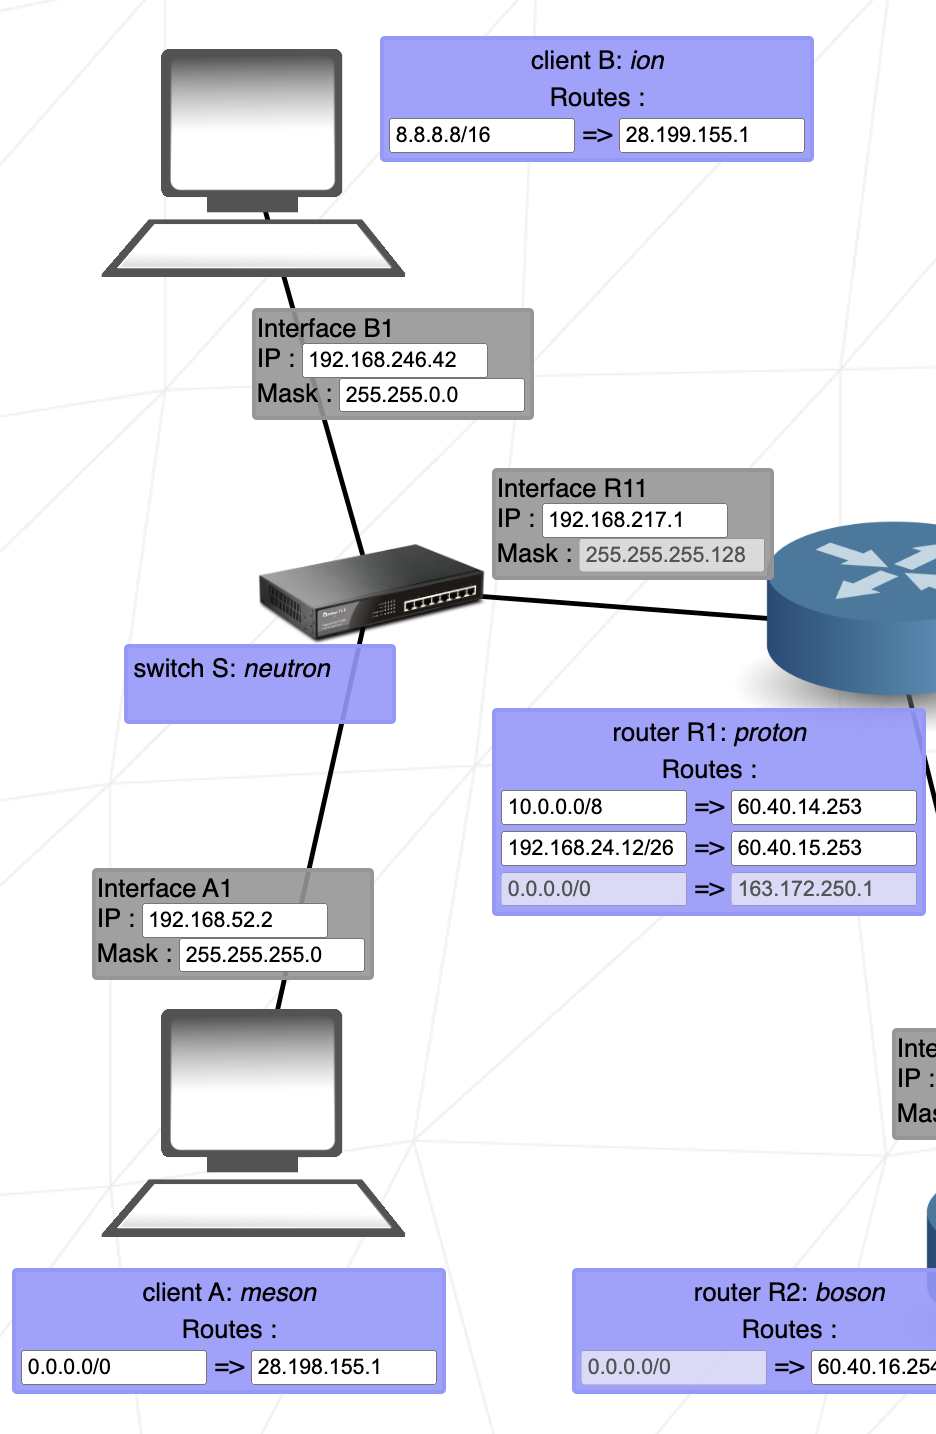 client B: ion
Routes :
8.8.8.8/16 => 28.199.155.1
Interface B1
IP : 192.168.246.42
Mask : 255.255.0.0
Interface R11
IP : 192.168.217.1
Mask : 255.255.255.128
switch S: neutron
router R1: proton
Routes :
10.0.0.0/8 => 60.40.14.253
192.168.24.12/26 => 60.40.15.253
0.0.0.0/0 => 163.172.250.1
Interface A1
IP : 192.168.52.2
Mask : 255.255.255.0
Inte
IP :
Mas
client A: meson
Routes :
0.0.0.0/0 => 28.198.155.1
router R2: boson
Routes :
0.0.0.0/0 => 60.40.16.254